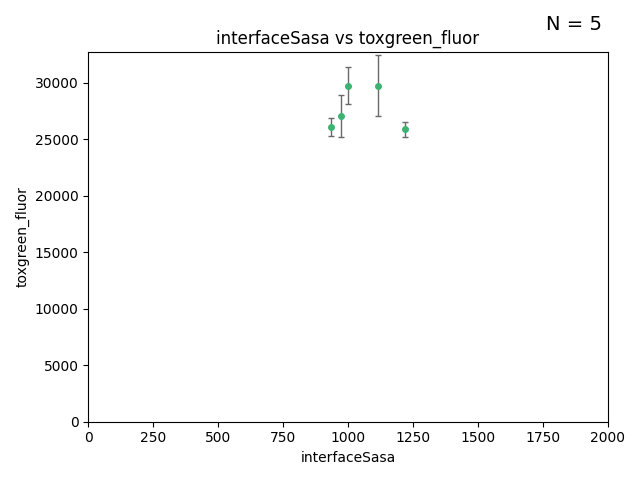 N = 5
interfaceSasa vs toxgreen_fluor
30000
25000
20000
15000
10000
5000
0
toxgreen_fluor
0 250 500 750 1000 1250 1500 1750 2000
interfaceSasa